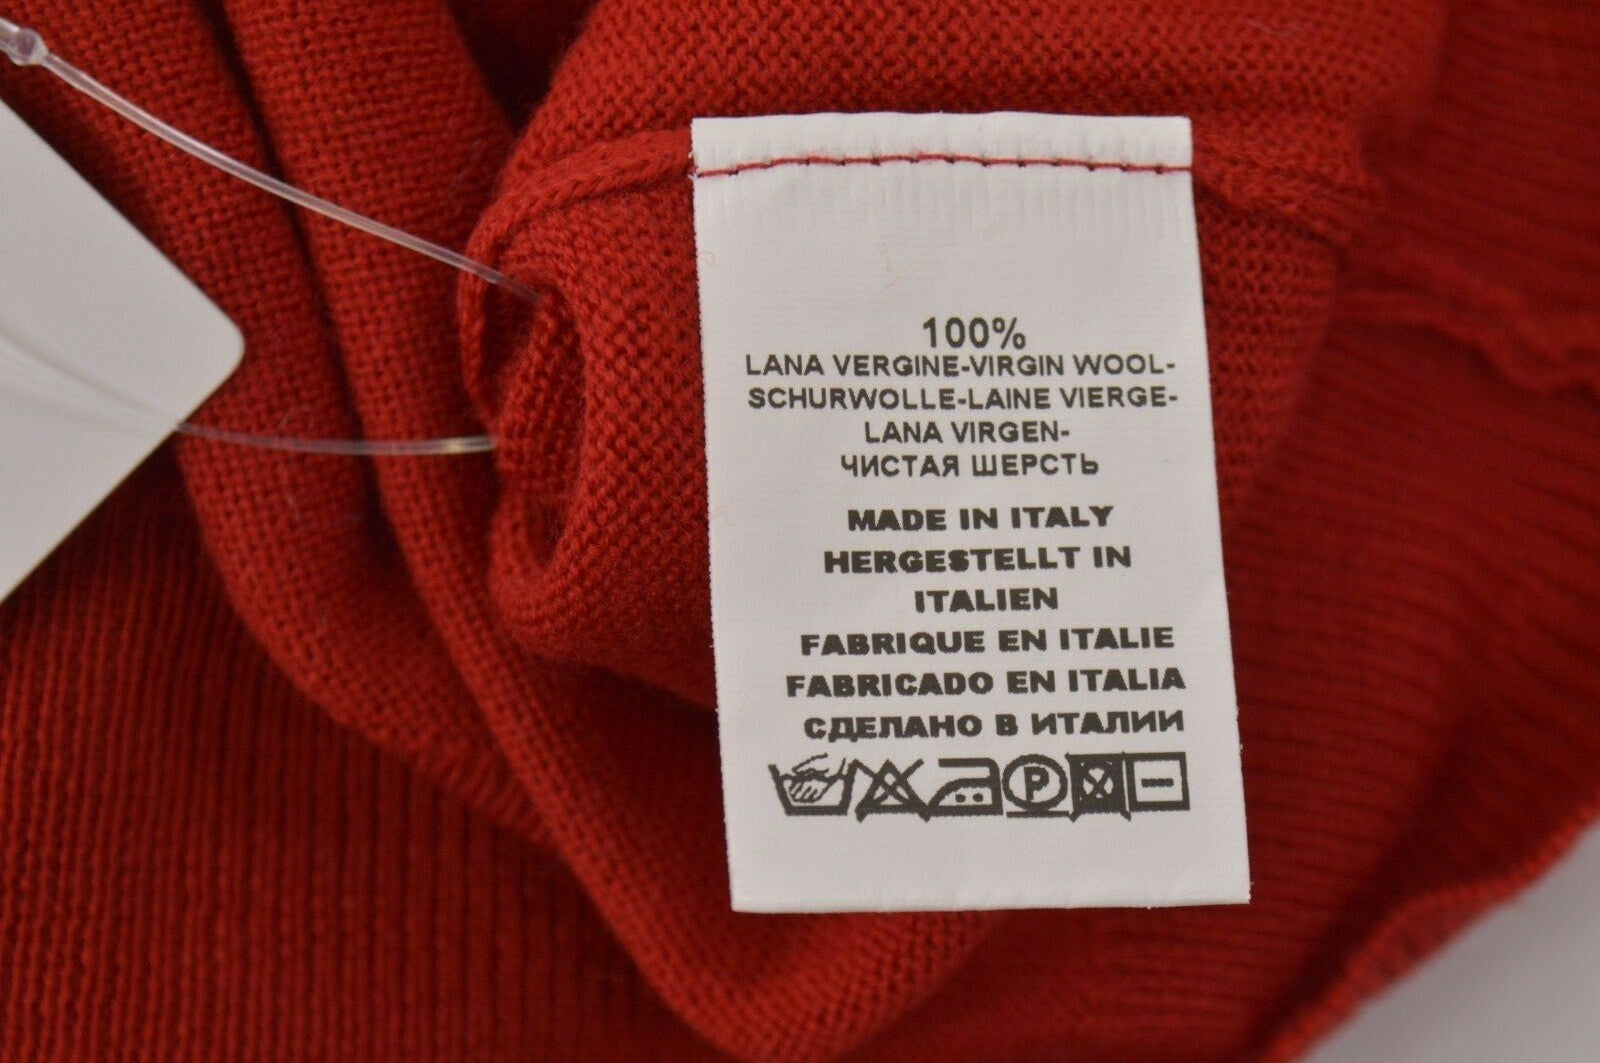 100%
LANA VERGINE-VIRGIN WOOL-
SCHURWOLLE-LAINE VIERGE-
LANA VIRGEN-
ЧИСТАЯ ШЕРСТЬ
MADE IN ITALY
HERGESTELLT IN
ITALIEN
FABRIQUE EN ITALIE
FABRICADO EN ITALIA
СДЕЛАНО В ИТАЛИИ
P